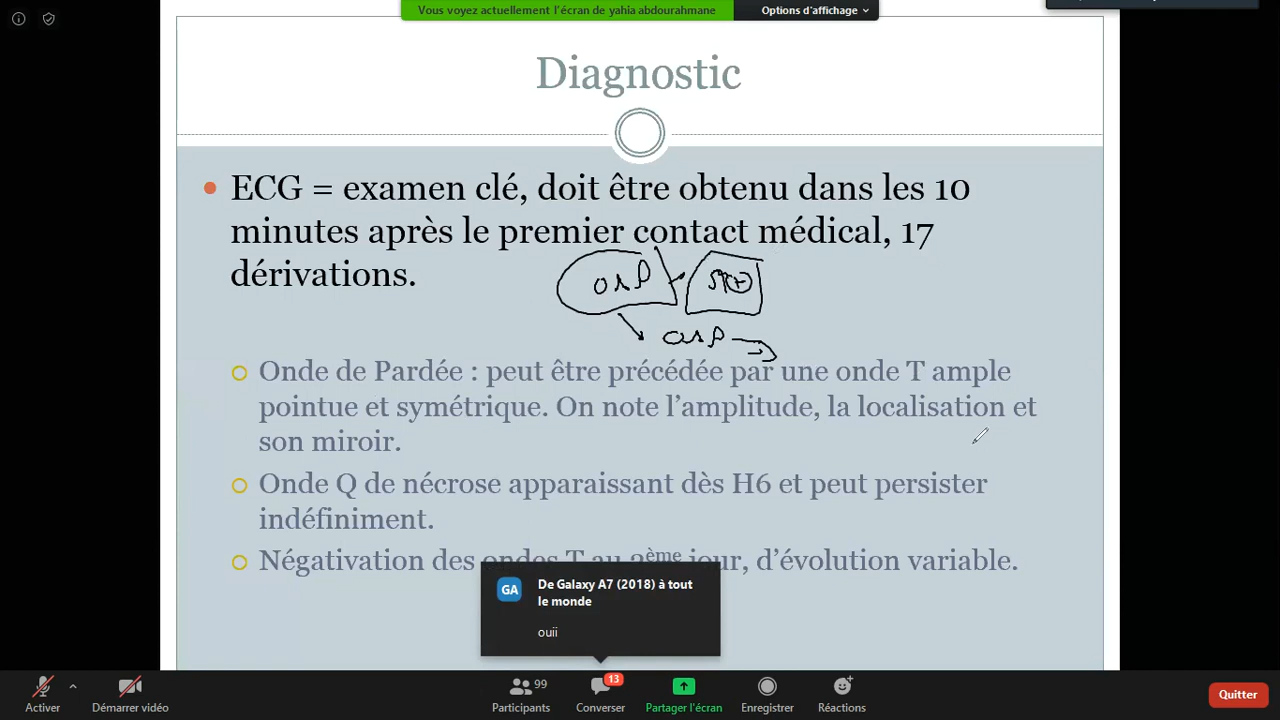 Vous voyez actuellement l'écran de yahia abdourahmane
Options d'affichage
Diagnostic
ECG = examen clé, doit être obtenu dans les 10
minutes après le premier contact médical, 17
dérivations.
Onde de Pardée : peut être précédée par une onde T ample
pointue et symétrique. On note l'amplitude, la localisation et
son miroir.
Onde Q de nécrose apparaissant dès H6 et peut persister
indéfiniment.
Négativation des ondes T au jour, d'évolution variable.
GA
De Galaxy A7 (2018) à tout
le monde
ouii
Activer
Démarrer vidéo
99
Participants
13
Converser
Partager l'écran
Enregistrer
Réactions
Quitter